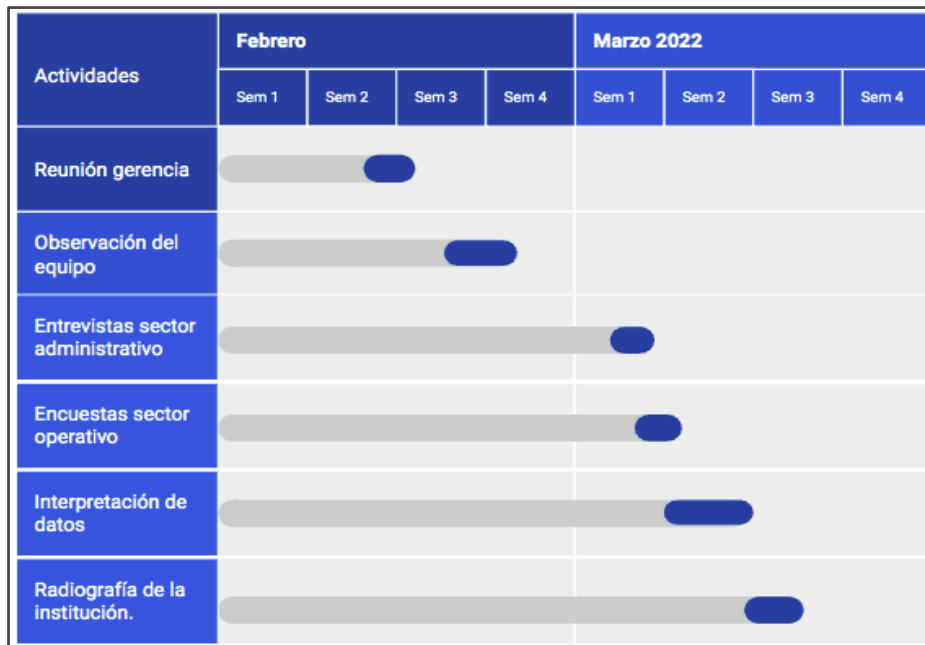 Actividades
Febrero
Marzo 2022
Sem 1
Sem 2
Sem 3
Sem 4
Sem 1
Sem 2
Sem 3
Sem 4
Reunión gerencia
Observación del
equipo
Entrevistas sector
administrativo
Encuestas sector
operativo
Interpretación de
datos
Radiografía de la
institución.